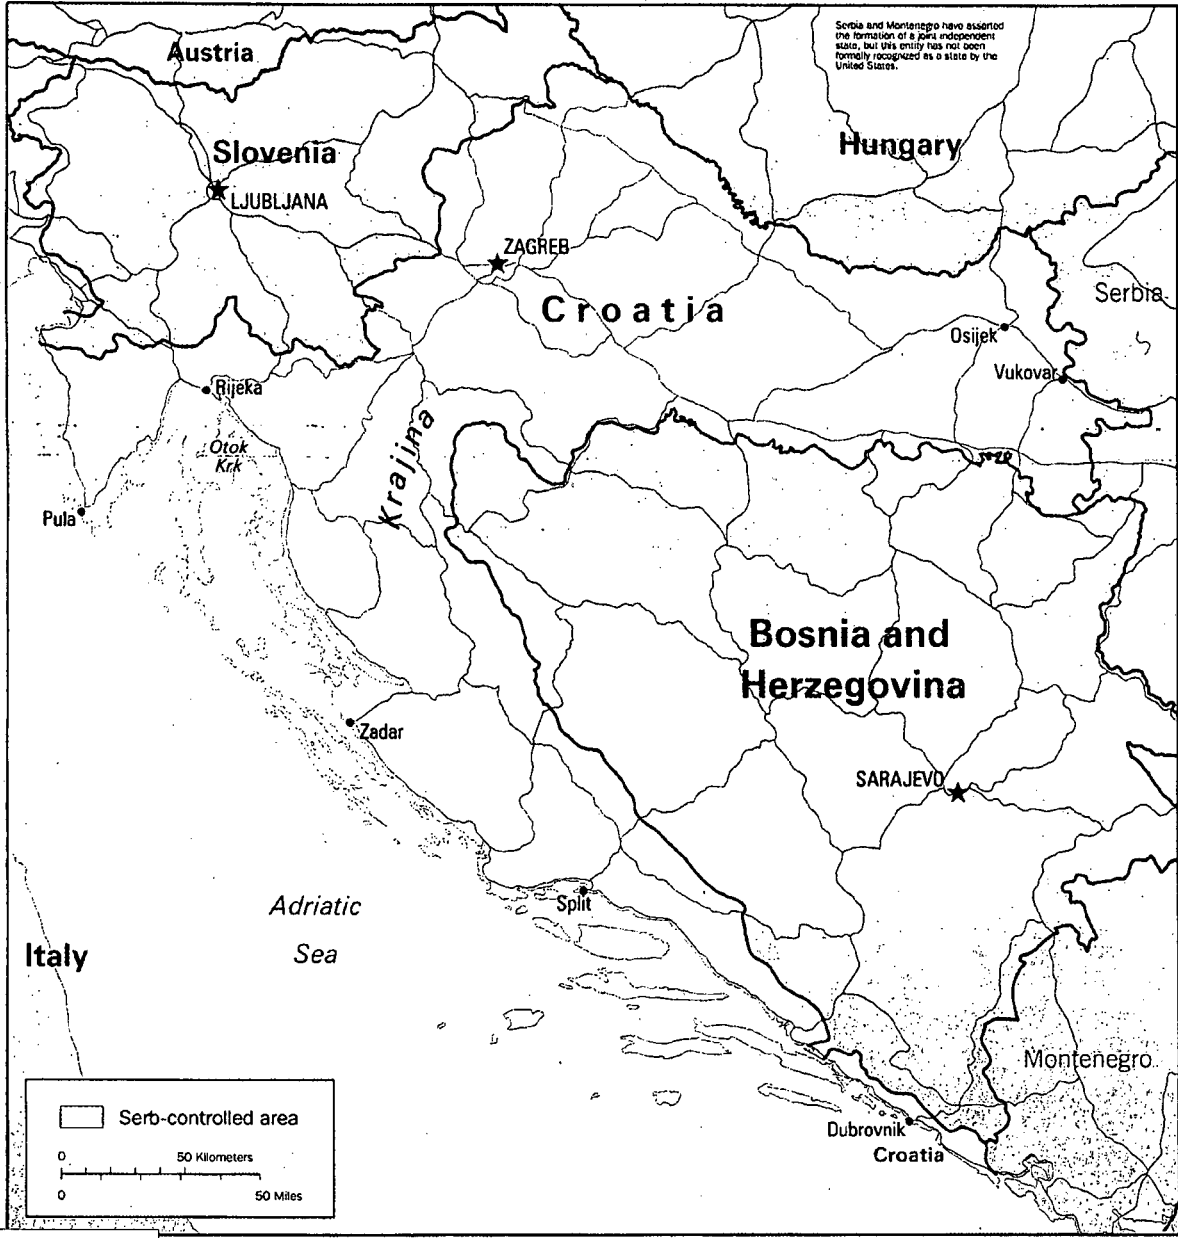 Serbia and Montenegro have asserted
the formation of a joint independent
state, but this entity has not been
formally recognized as a state by the
United States.
Austria
Slovenia
Hungary
LJUBLJANA
ZAGREB
Croatia
Serbia
Osijek
Vukovar
Rijeka
Otok
Krk
Krajina
Pula
Bosnia and
Herzegovina
Zadar
SARAJEVO
Adriatic
Sea
Split
Italy
Montenegro
Dubrovnik
Croatia
Serb-controlled area
0 50 Kilometers
0 50 Miles